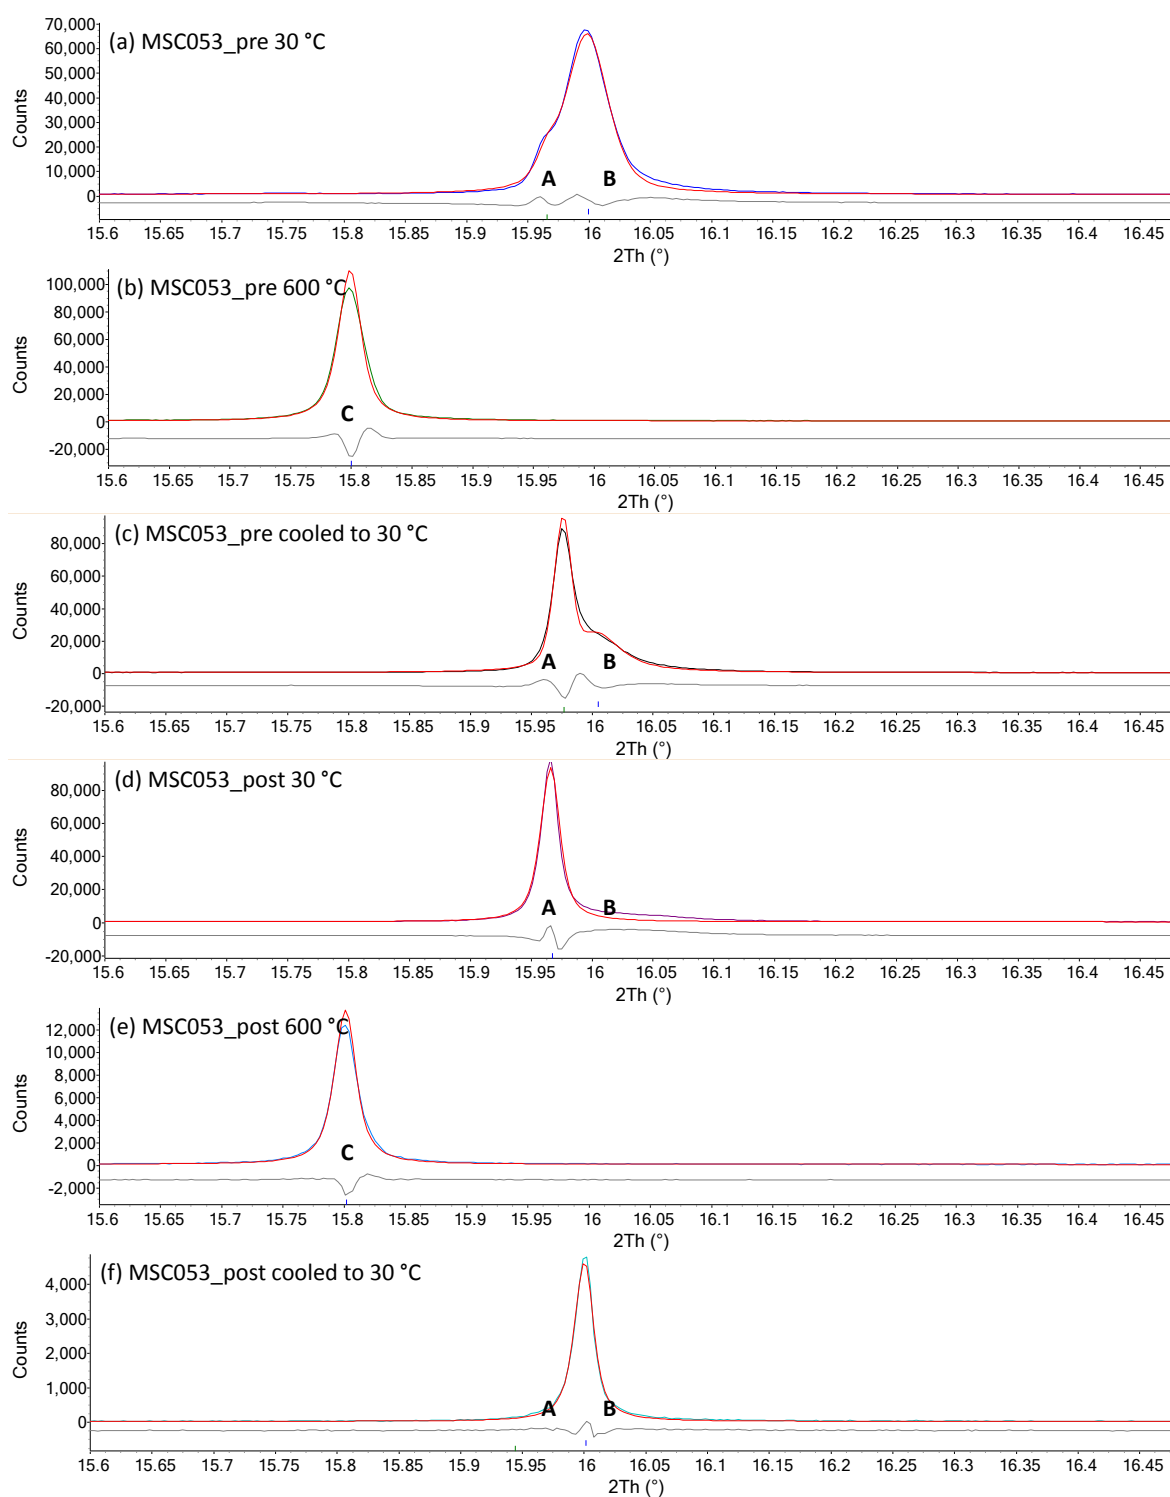 (a) MSC053_pre 30 °C
Counts
70,000
60,000
50,000
40,000
30,000
20,000
10,000
0
A B
15.6 15.65 15.7 15.75 15.8 15.85 15.9 15.95 16 16.05 16.1 16.15 16.2 16.25 16.3 16.35 16.4 16.45
2Th (°)
(b) MSC053_pre 600 °C
Counts
100,000
80,000
60,000
40,000
20,000
0
-20,000
C
15.6 15.65 15.7 15.75 15.8 15.85 15.9 15.95 16 16.05 16.1 16.15 16.2 16.25 16.3 16.35 16.4 16.45
2Th (°)
(c) MSC053_pre cooled to 30 °C
Counts
80,000
60,000
40,000
20,000
0
-20,000
A B
15.6 15.65 15.7 15.75 15.8 15.85 15.9 15.95 16 16.05 16.1 16.15 16.2 16.25 16.3 16.35 16.4 16.45
2Th (°)
(d) MSC053_post 30 °C
Counts
80,000
60,000
40,000
20,000
0
-20,000
A B
15.6 15.65 15.7 15.75 15.8 15.85 15.9 15.95 16 16.05 16.1 16.15 16.2 16.25 16.3 16.35 16.4 16.45
2Th (°)
(e) MSC053_post 600 °C
Counts
12,000
10,000
8,000
6,000
4,000
2,000
0
-2,000
C
15.6 15.65 15.7 15.75 15.8 15.85 15.9 15.95 16 16.05 16.1 16.15 16.2 16.25 16.3 16.35 16.4 16.45
2Th (°)
(f) MSC053_post cooled to 30 °C
Counts
4,000
3,000
2,000
1,000
0
A B
15.6 15.65 15.7 15.75 15.8 15.85 15.9 15.95 16 16.05 16.1 16.15 16.2 16.25 16.3 16.35 16.4 16.45
2Th (°)